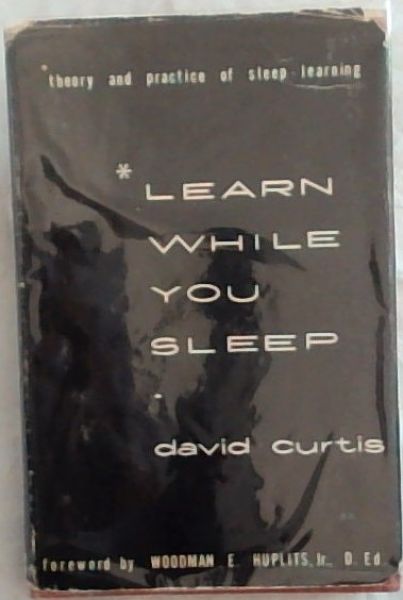 *theory and practice of sleep-learning
*LEARN
WHILE
YOU
SLEEP
david curtis
foreword by WOODMAN E. HUPLITS, Jr., D. Ed